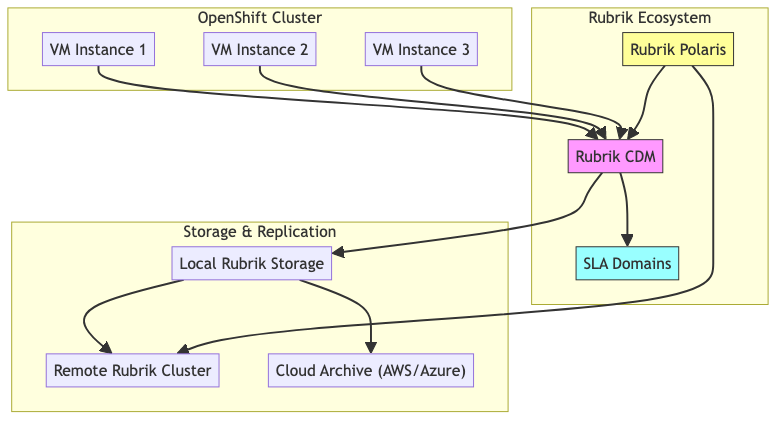 OpenShift Cluster
VM Instance 1
VM Instance 2
VM Instance 3
Rubrik Ecosystem
Rubrik Polaris
Rubrik CDM
SLA Domains
Storage & Replication
Local Rubrik Storage
Remote Rubrik Cluster
Cloud Archive (AWS/Azure)